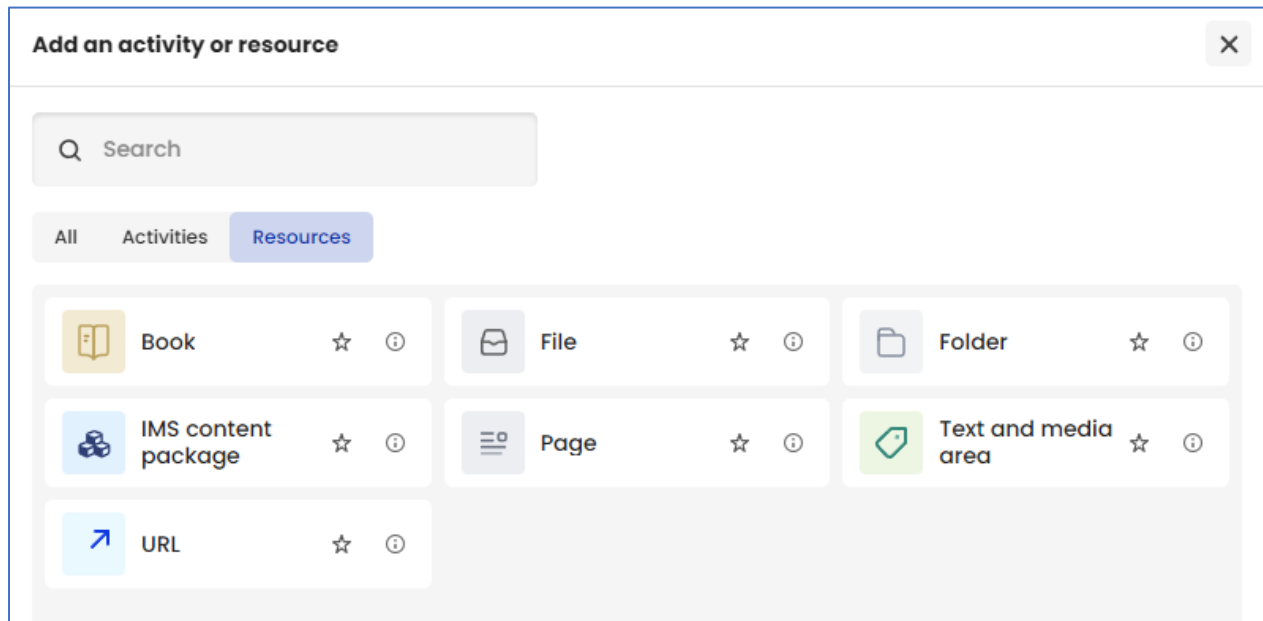 Add an activity or resource
Search
All Activities Resources
Book File Folder
IMS content
package
Page
Text and media
area
URL